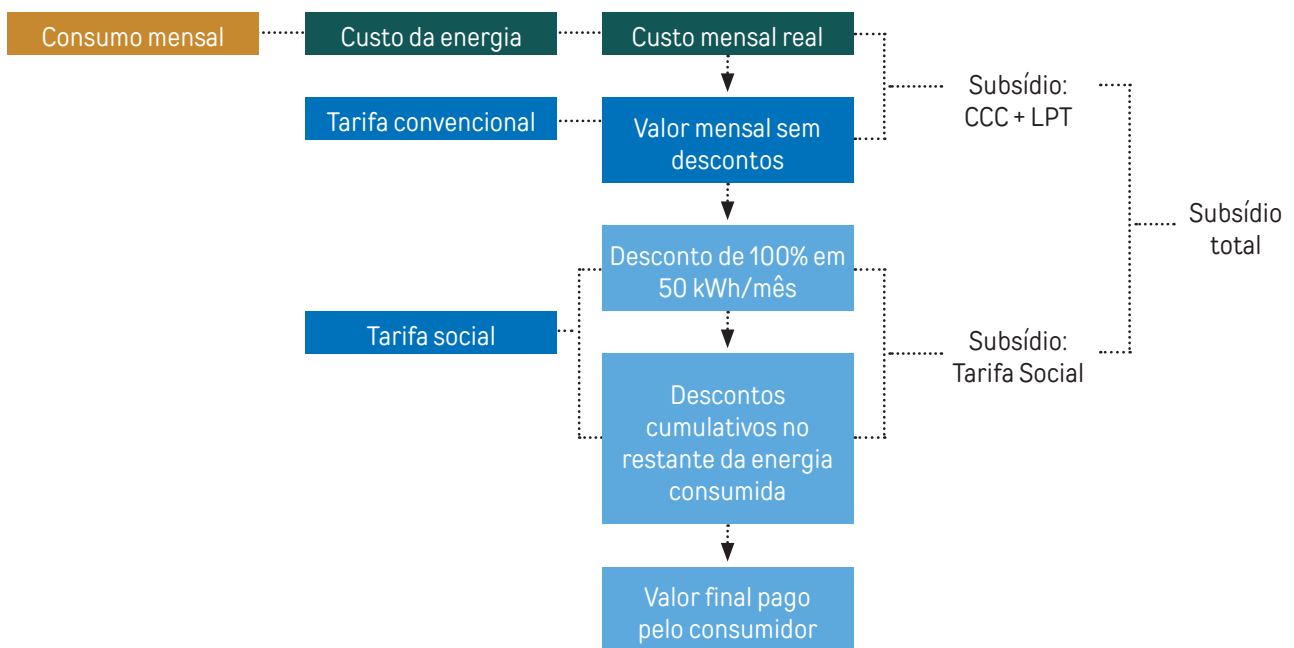 Consumo mensal
Custo da energia
Custo mensal real
Subsídio:
CCC + LPT
Tarifa convencional
Valor mensal sem
descontos
Subsídio
total
Desconto de 100% em
50 kWh/mês
Tarifa social
Subsídio:
Tarifa Social
Descontos
cumulativos no
restante da energia
consumida
Valor final pago
pelo consumidor